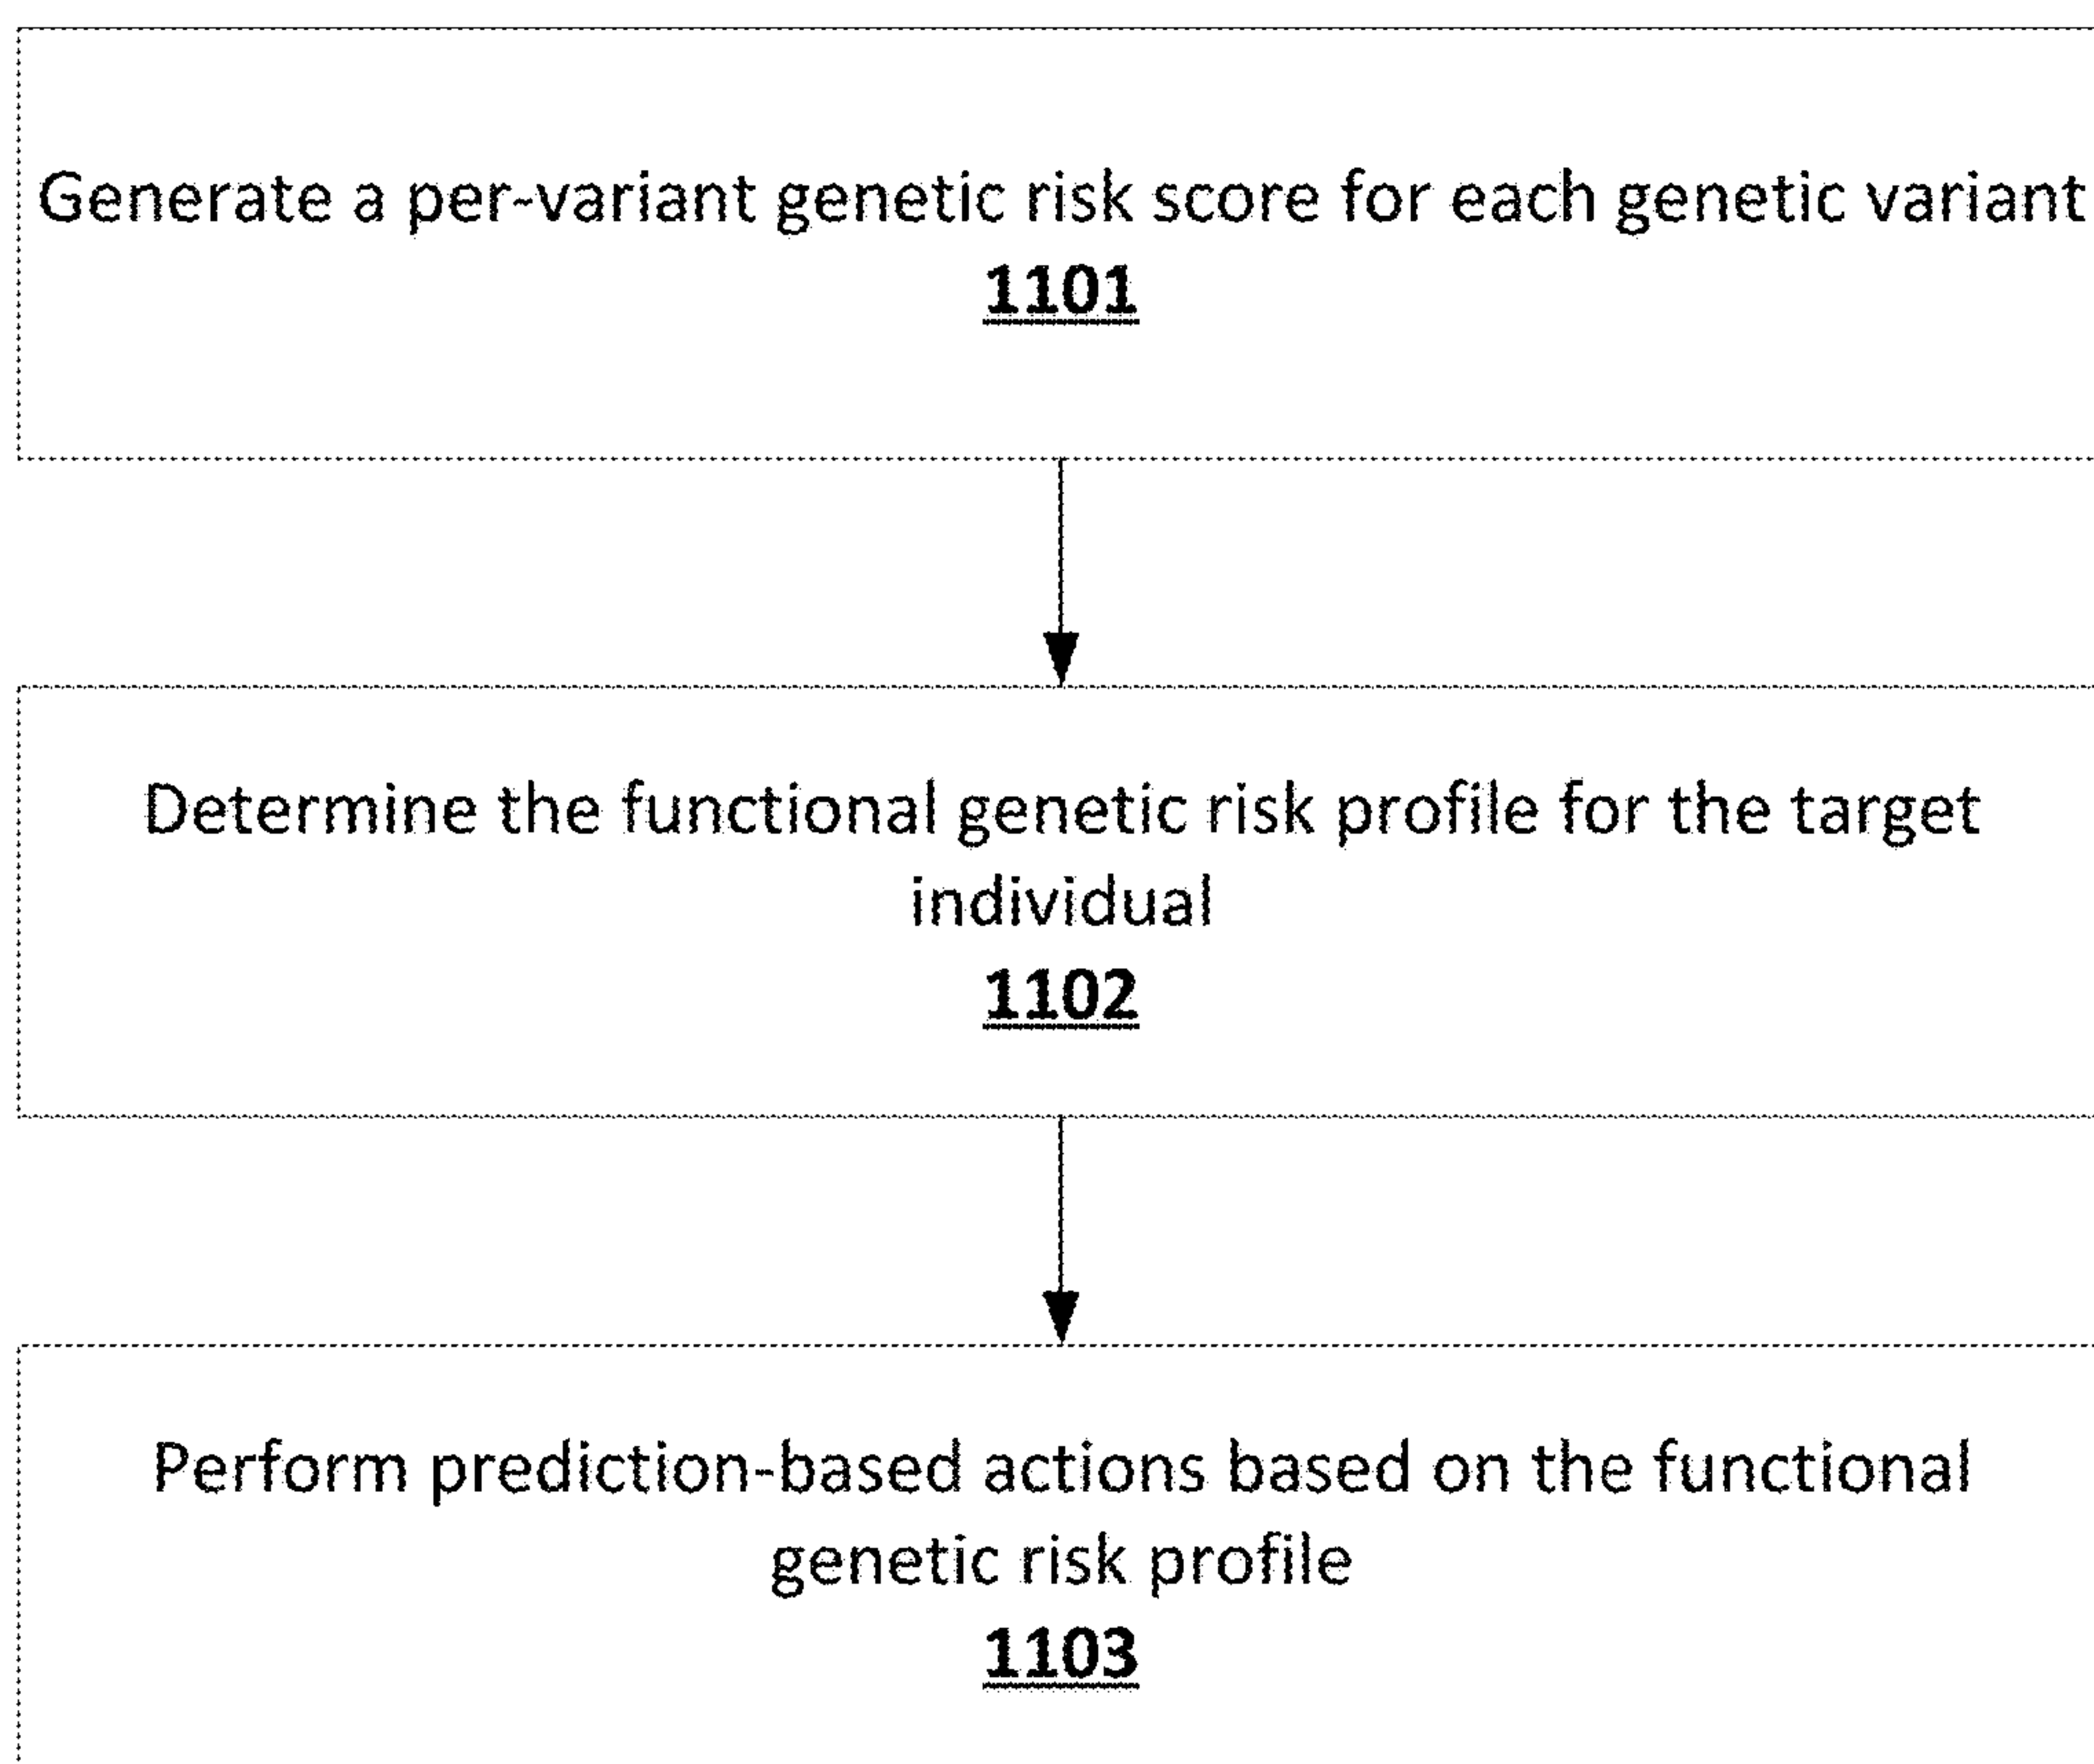 Generate a per-variant genetic risk score for each genetic variant
1101
Determine the functional genetic risk profile for the target
individual
1102
Perform prediction-based actions based on the functional
genetic risk profile
1103